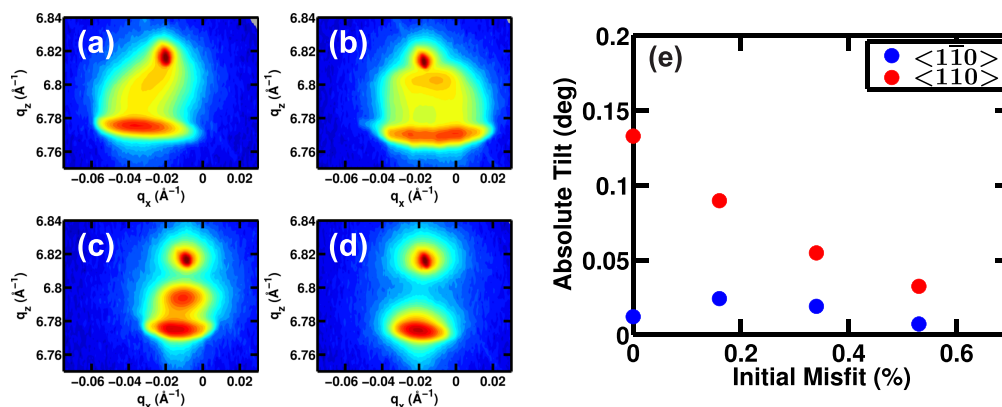 (a)
6.84
6.82
6.8
6.78
6.76
q_z (Å⁻¹)
−0.06 −0.04 −0.02 0 0.02
q_x (Å⁻¹)
(b)
6.84
6.82
6.8
6.78
6.76
q_z (Å⁻¹)
−0.06 −0.04 −0.02 0 0.02
q_x (Å⁻¹)
(c)
6.84
6.82
6.8
6.78
6.76
q_z (Å⁻¹)
−0.06 −0.04 −0.02 0 0.02
q_x (Å⁻¹)
(d)
6.84
6.82
6.8
6.78
6.76
q_z (Å⁻¹)
−0.06 −0.04 −0.02 0 0.02
q_x (Å⁻¹)
(e)
<11̄0>
<110>
0.2
0.15
0.1
0.05
0
Absolute Tilt (deg)
0 0.2 0.4 0.6
Initial Misfit (%)